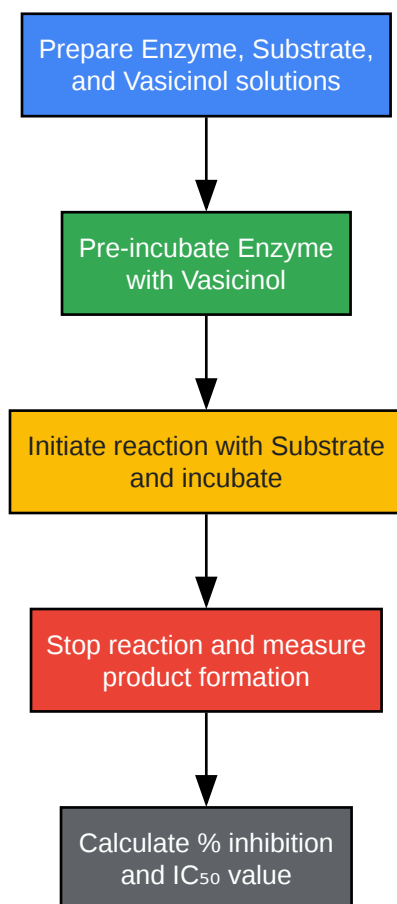 Prepare Enzyme, Substrate,
and Vasicinol solutions
Pre-incubate Enzyme
with Vasicinol
Initiate reaction with Substrate
and incubate
Stop reaction and measure
product formation
Calculate % inhibition
and IC₅₀ value